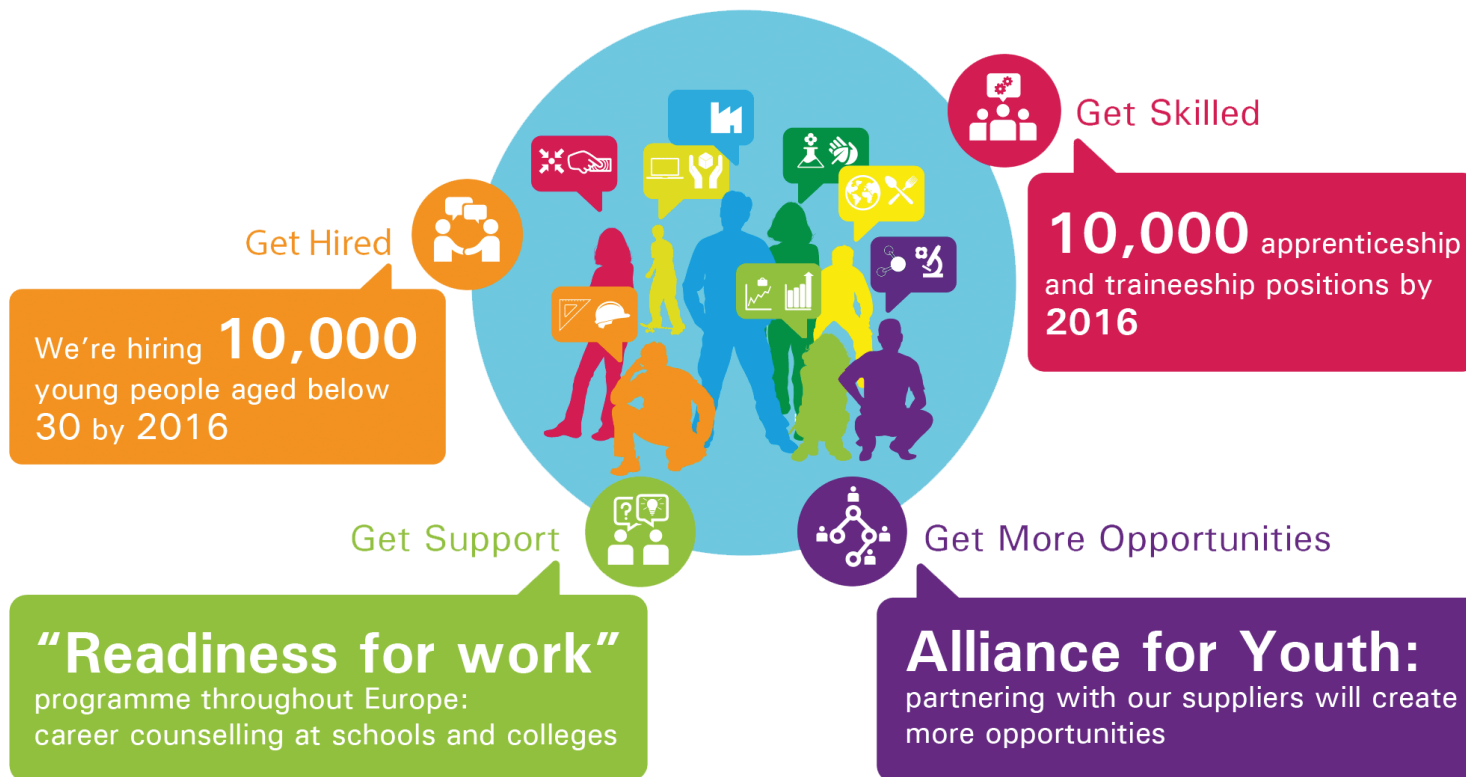 Get Hired
We're hiring 10,000
young people aged below
30 by 2016
Get Skilled
10,000 apprenticeship
and traineeship positions by
2016
Get Support
“Readiness for work”
programme throughout Europe:
career counselling at schools and colleges
Get More Opportunities
Alliance for Youth:
partnering with our suppliers will create
more opportunities
?